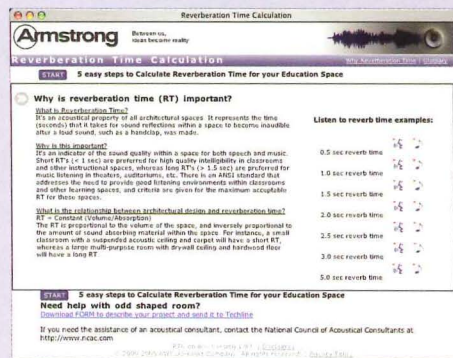 Reverberation Time Calculation
Armstrong
Between us,
ideas become reality
Reverberation Time Calculation
Why Reverberation Time | Glossary
START 5 easy steps to Calculate Reverberation Time for your Education Space
Why is reverberation time (RT) important?
What is Reverberation Time?
It's an acoustical property of all architectural spaces. It represents the time
(seconds) that it takes for sound reflections within a space to become inaudible
after a loud sound, such as a handclap, was made.
Why is this important?
It's an indicator of the sound quality within a space for both speech and music.
Short RT's (< 1 sec) are preferred for high quality intelligibility in classrooms
and other instructional spaces, whereas long RT's (> 1.5 sec) are preferred for
music listening in theaters, auditoriums, etc. There is an ANSI standard that
addresses the need to provide good listening environments within classrooms
and other learning spaces, and criteria are given for the maximum acceptable
RT for these spaces.
What is the relationship between architectural design and reverberation time?
RT = Constant (Volume/Absorption)
The RT is proportional to the volume of the space, and inversely proportional to
the amount of sound absorbing material within the space. For instance, a small
classroom with a suspended acoustic ceiling and carpet will have a short RT,
whereas a large multi-purpose room with drywall ceiling and hardwood floor
will have a long RT
Listen to reverb time examples:
0.5 sec reverb time
1.0 sec reverb time
1.5 sec reverb time
2.0 sec reverb time
2.5 sec reverb time
3.0 sec reverb time
5.0 sec reverb time
START 5 easy steps to Calculate Reverberation Time for your Education Space
Need help with odd shaped room?
Download FORM to describe your project and send it to Techline
If you need the assistance of an acoustical consultant, contact the National Council of Acoustical Consultants at
http://www.ncac.com